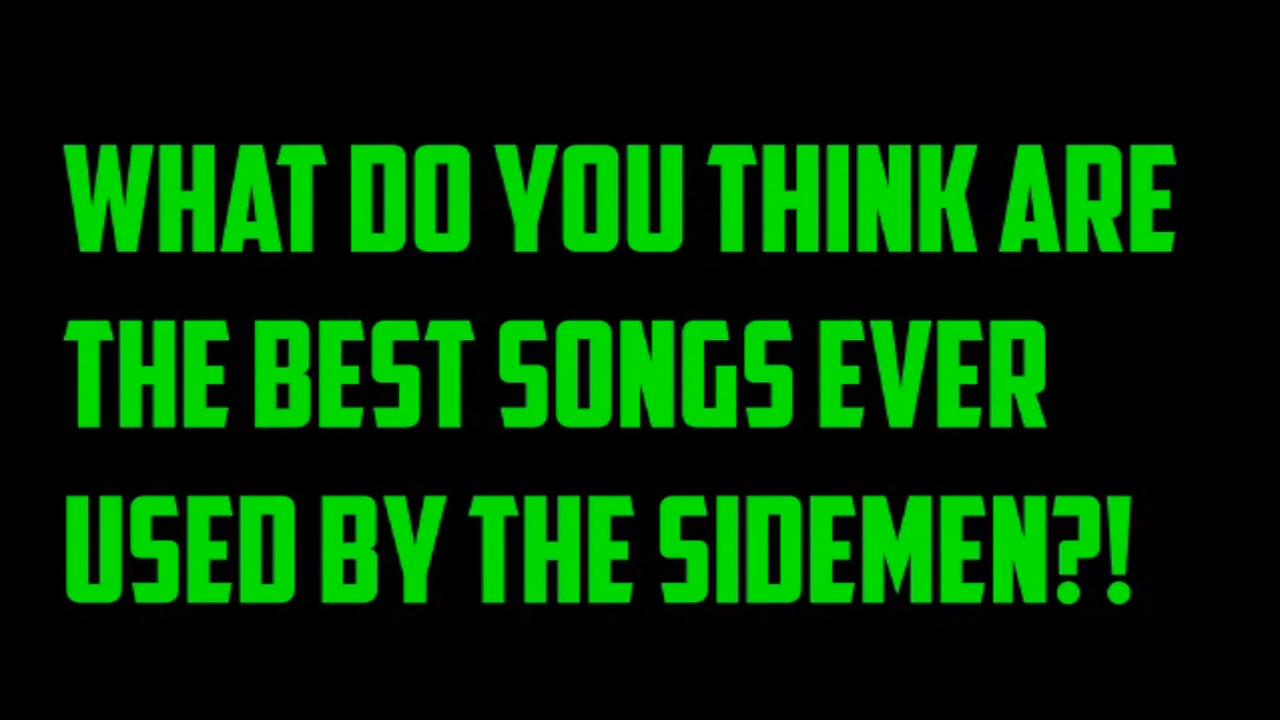 WHAT DO YOU THINK ARE
THE BEST SONGS EVER
USED BY THE SIDEMEN?!